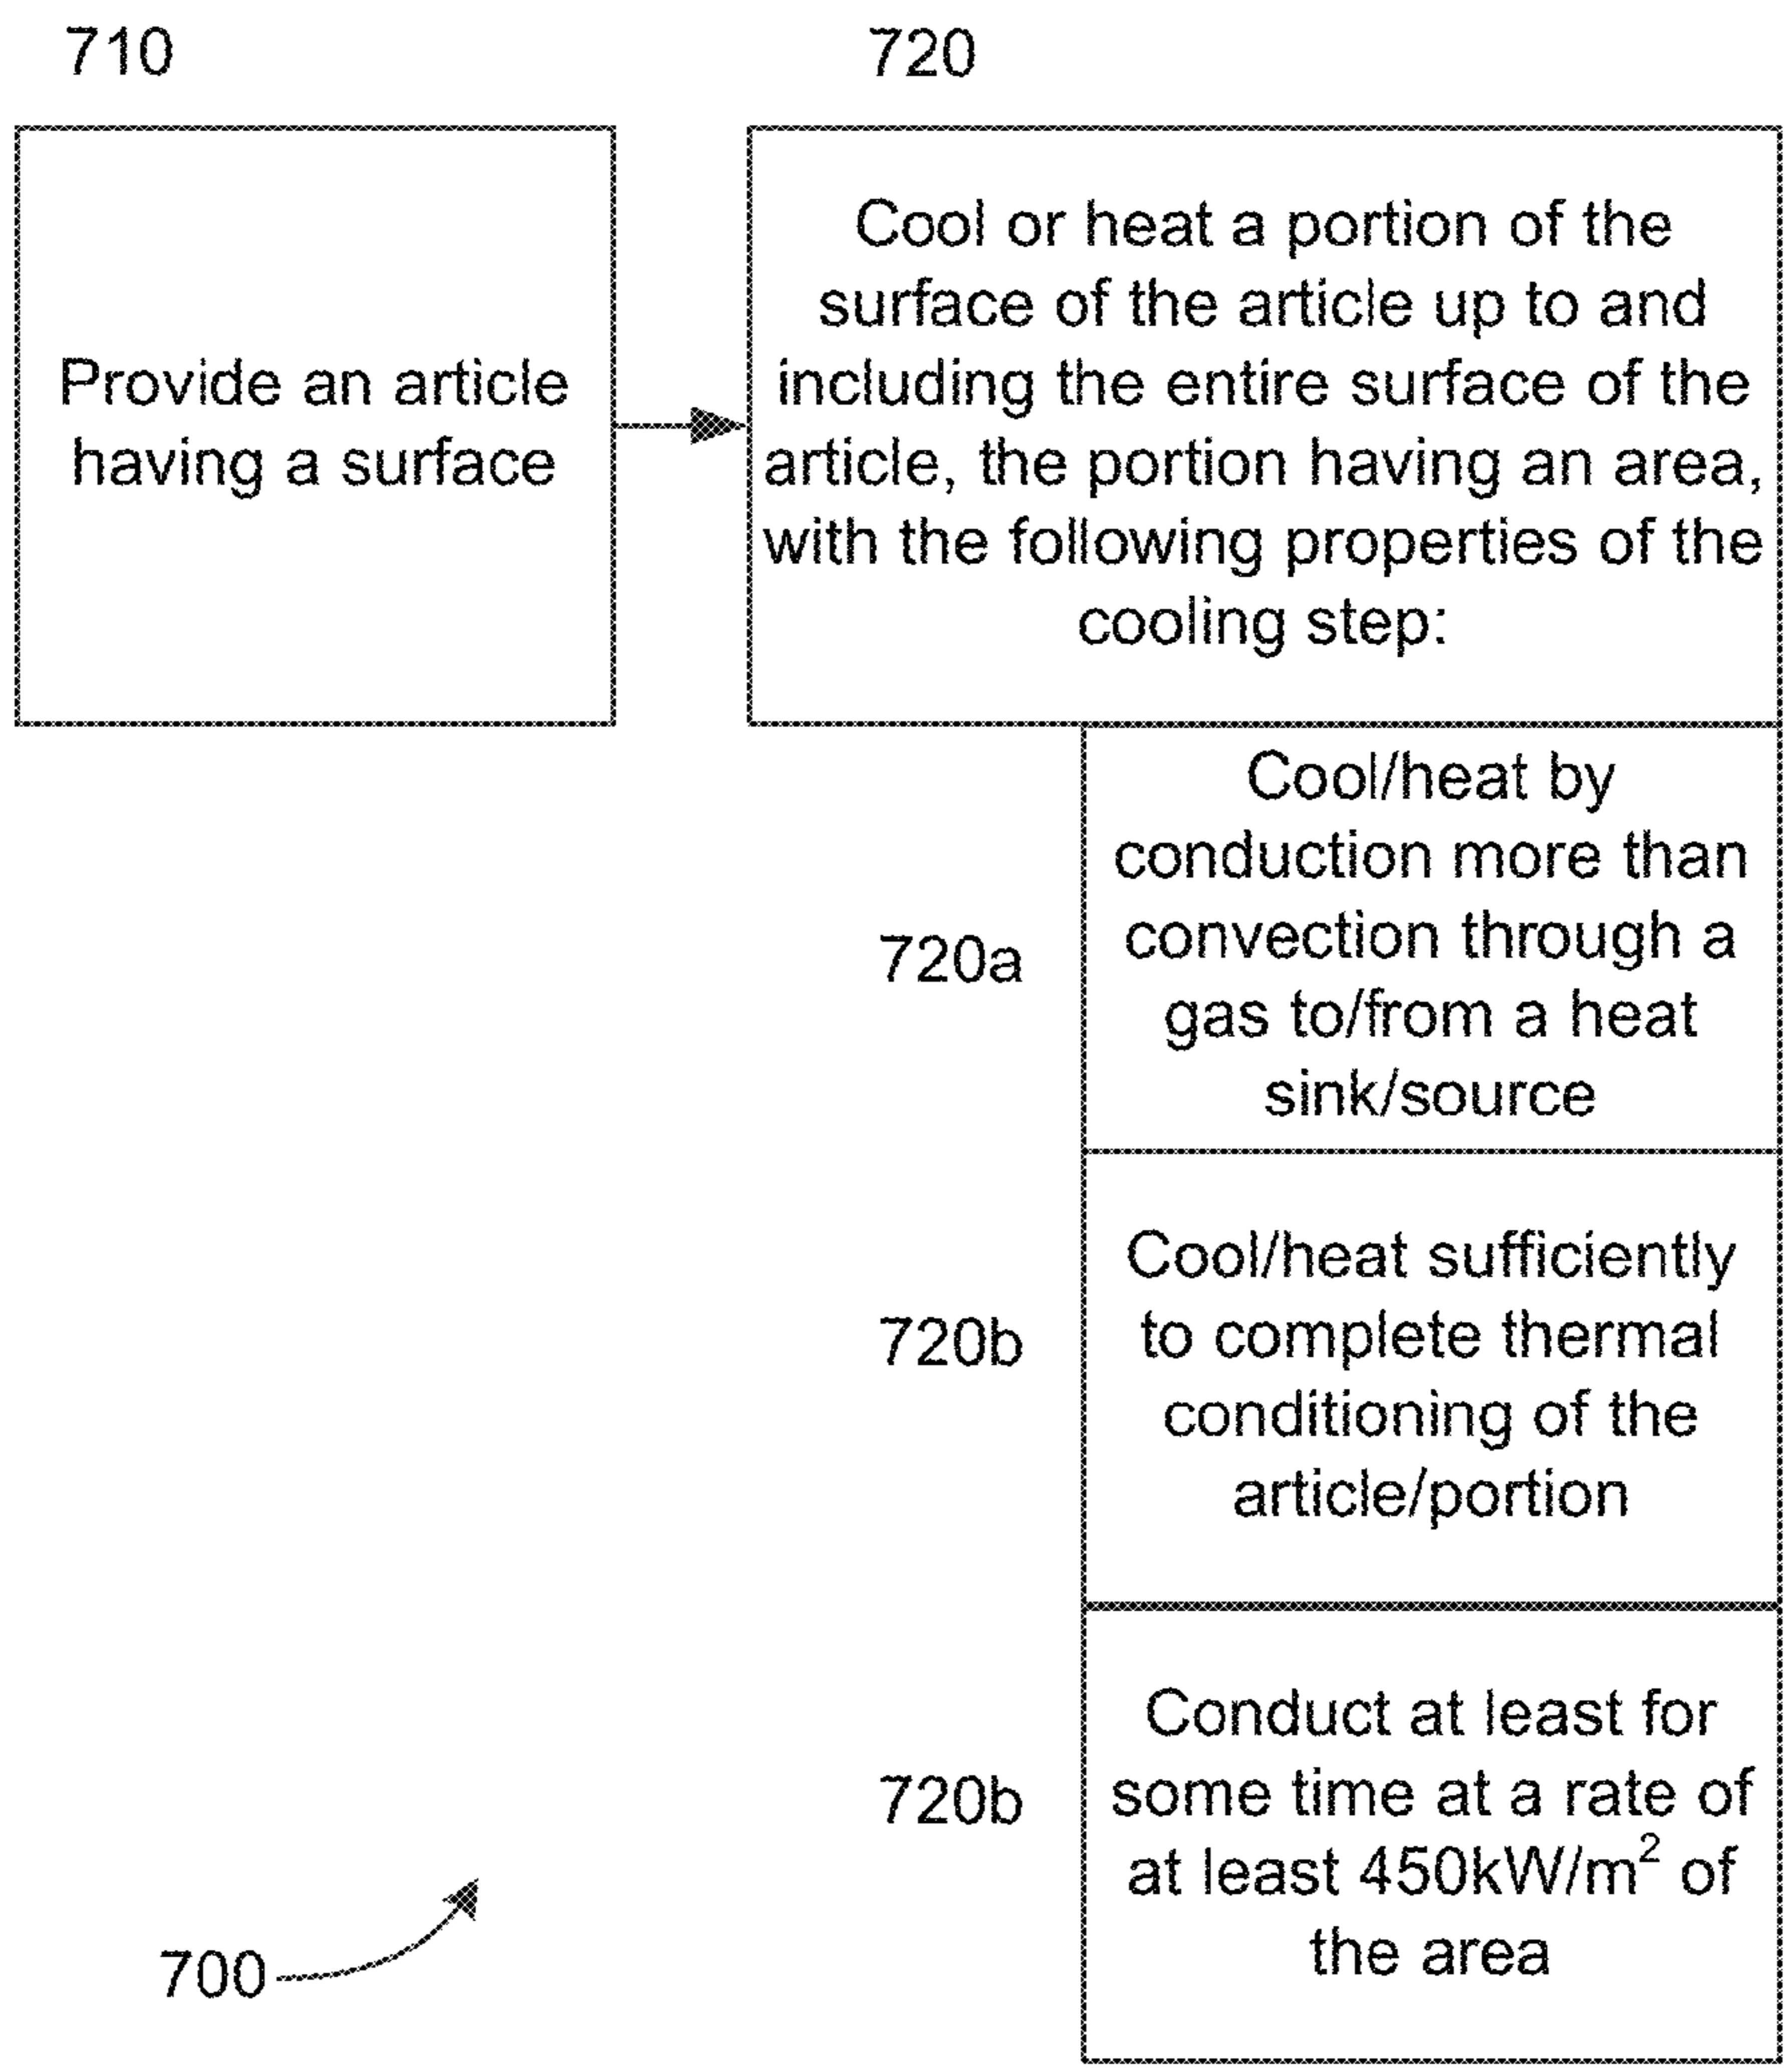 710
Provide an article
having a surface
720
Cool or heat a portion of the
surface of the article up to and
including the entire surface of the
article, the portion having an area,
with the following properties of the
cooling step:
720a
Cool/heat by
conduction more than
convection through a
gas to/from a heat
sink/source
720b
Cool/heat sufficiently
to complete thermal
conditioning of the
article/portion
720b
Conduct at least for
some time at a rate of
at least 450kW/m² of
the area
700